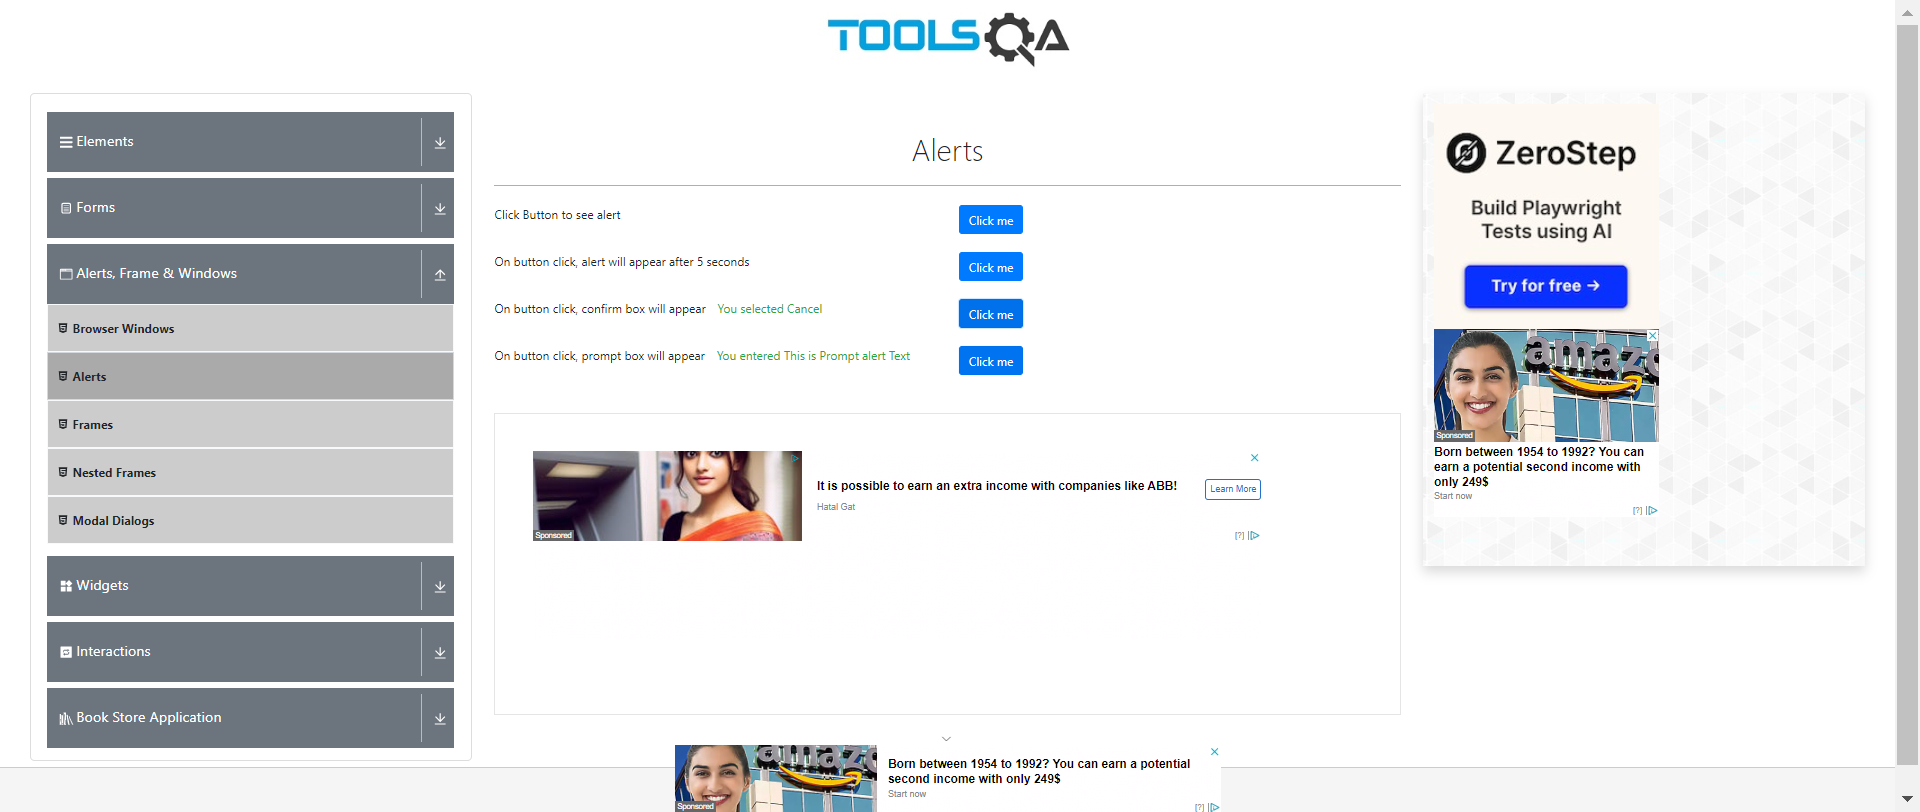 TOOLSQA
Elements
Forms
Alerts, Frame & Windows
Browser Windows
Alerts
Frames
Nested Frames
Modal Dialogs
Widgets
Interactions
Book Store Application
Alerts
Click Button to see alert
Click me
On button click, alert will appear after 5 seconds
Click me
On button click, confirm box will appear You selected Cancel
Click me
On button click, prompt box will appear You entered This is Prompt alert Text
Click me
Sponsored
It is possible to earn an extra income with companies like ABB!
Hatal Gat
Learn More
[?]
ZeroStep
Build Playwright
Tests using AI
Try for free →
amazo
Sponsored
Born between 1954 to 1992? You can
earn a potential second income with
only 249$
Start now
[?]
amazo
Sponsored
Born between 1954 to 1992? You can earn a potential
second income with only 249$
Start now
[?]